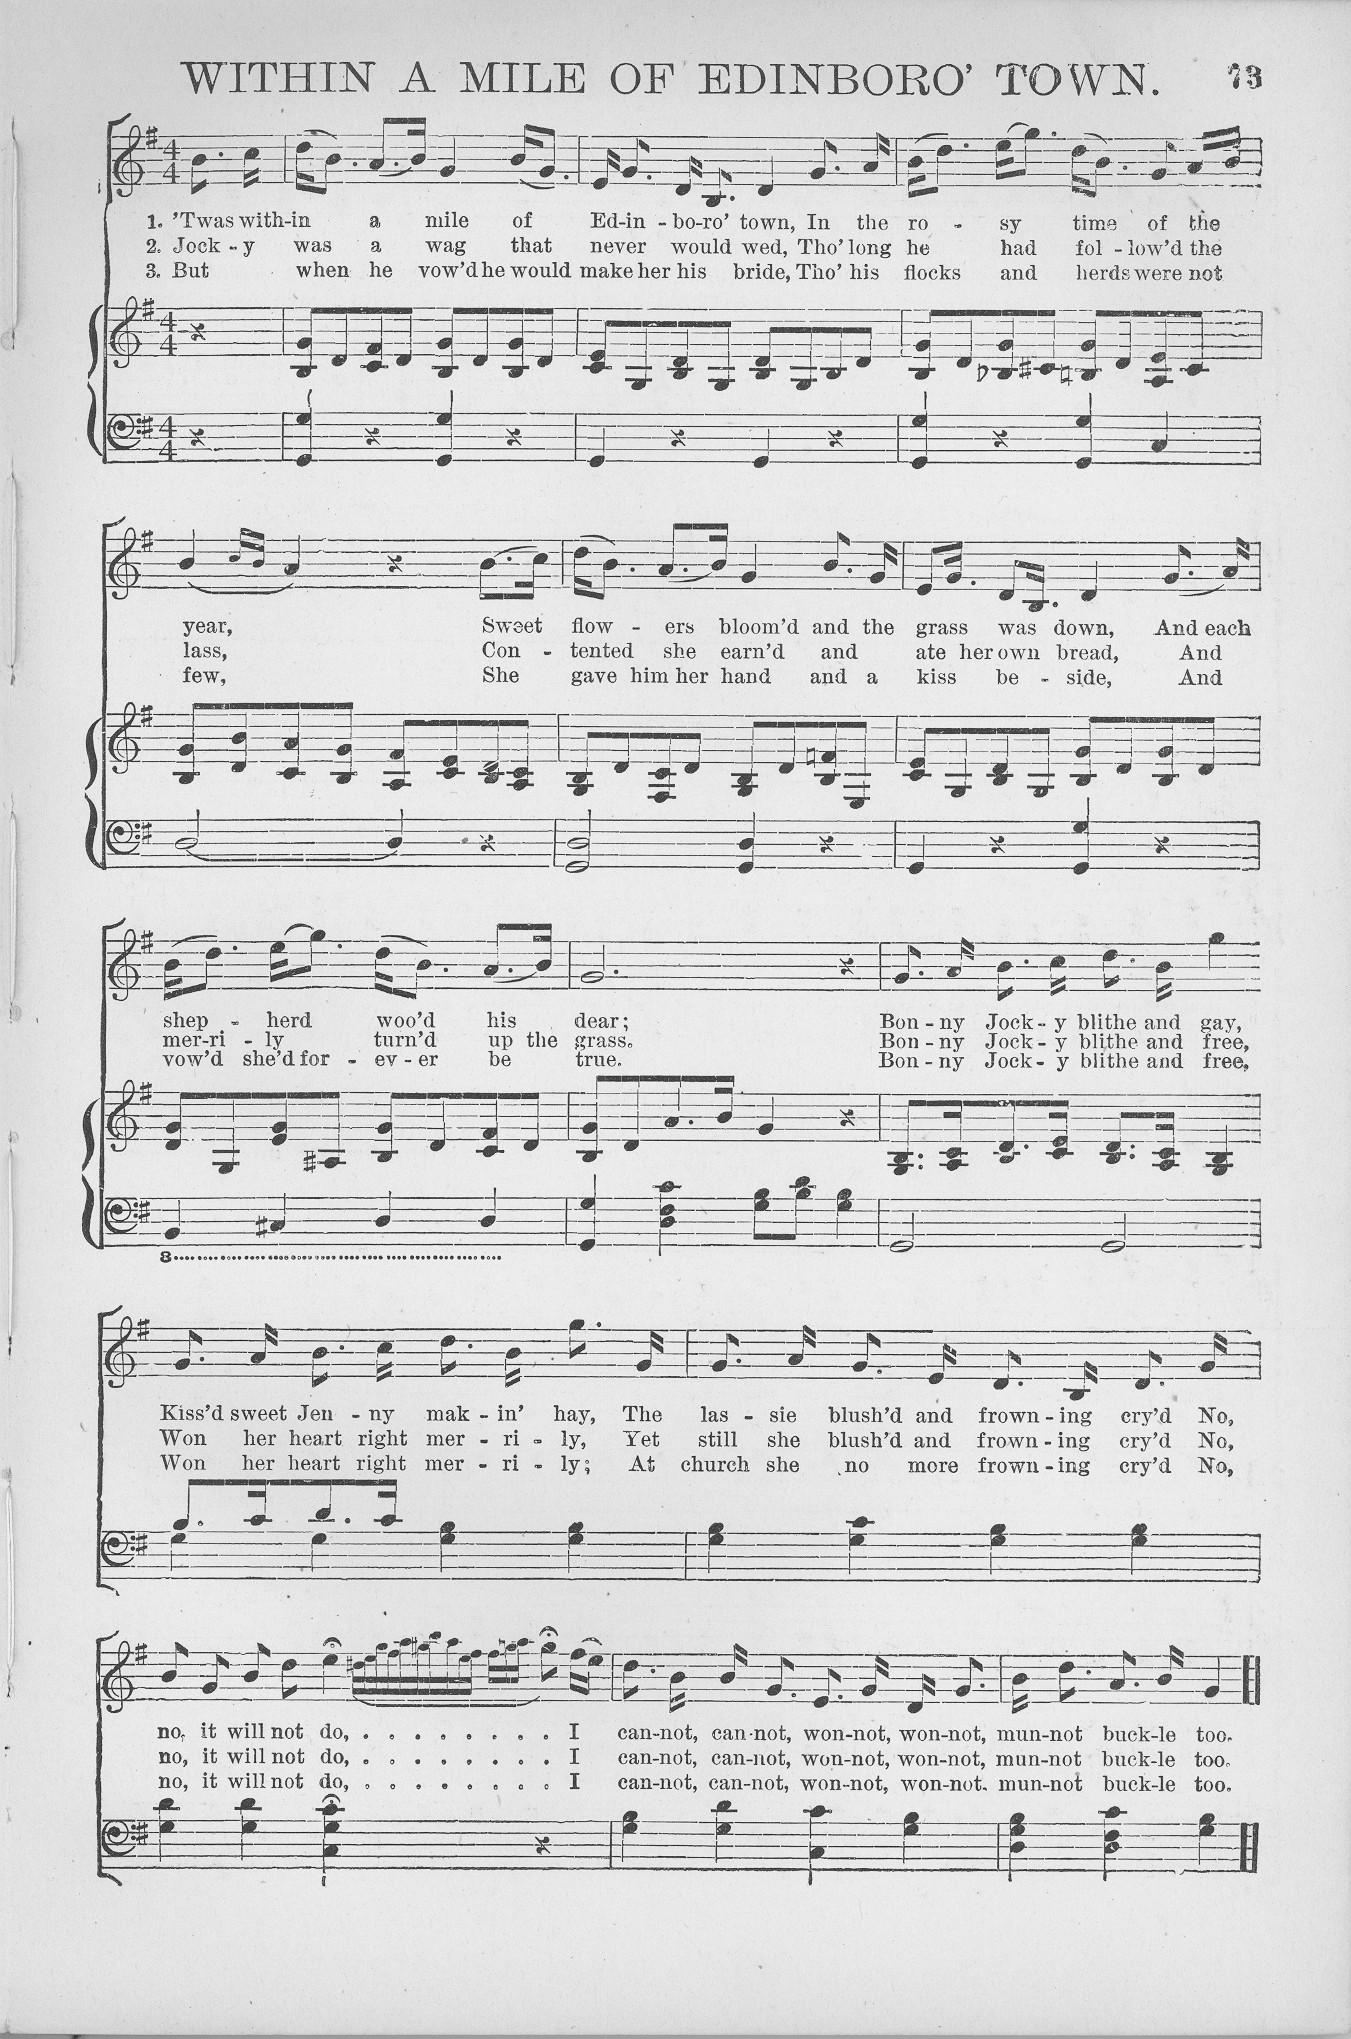 WITHIN A MILE OF EDINBORO' TOWN. 73
1. 'Twas with-in a mile of Ed-in - bo-ro' town, In the ro - sy time of the
2. Jock - y was a wag that never would wed, Tho' long he had fol - low'd the
3. But when he vow'd he would make her his bride, Tho' his flocks and herds were not
year, Sweet flow - ers bloom'd and the grass was down, And each
lass, Con - tented she earn'd and ate her own bread, And
few, She gave him her hand and a kiss be - side, And
shep - herd woo'd his dear; Bon - ny Jock - y blithe and gay,
mer-ri - ly turn'd up the grass. Bon - ny Jock - y blithe and free,
vow'd she'd for - ev - er be true. Bon - ny Jock - y blithe and free,
8
Kiss'd sweet Jen - ny mak - in' hay, The las - sie blush'd and frown - ing cry'd No,
Won her heart right mer - ri - ly, Yet still she blush'd and frown - ing cry'd No,
Won her heart right mer - ri - ly; At church she no more frown - ing cry'd No,
no, it will not do, . . . . . . . . I can-not, can-not, won-not, won-not, mun-not buck-le too.
no, it will not do, . . . . . . . . I can-not, can-not, won-not, won-not, mun-not buck-le too.
no, it will not do, . . . . . . . . I can-not, can-not, won-not, won-not. mun-not buck-le too.